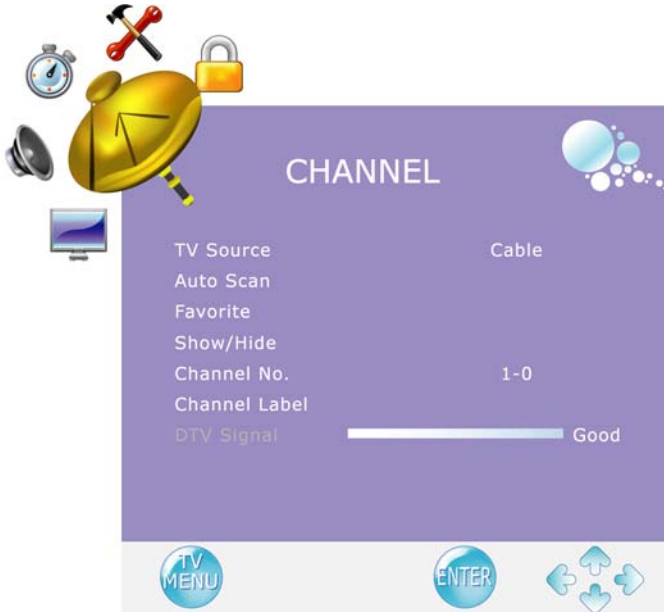 CHANNEL
TV Source Cable
Auto Scan
Favorite
Show/Hide
Channel No. 1-0
Channel Label
DTV Signal Good
TV
MENU
ENTER